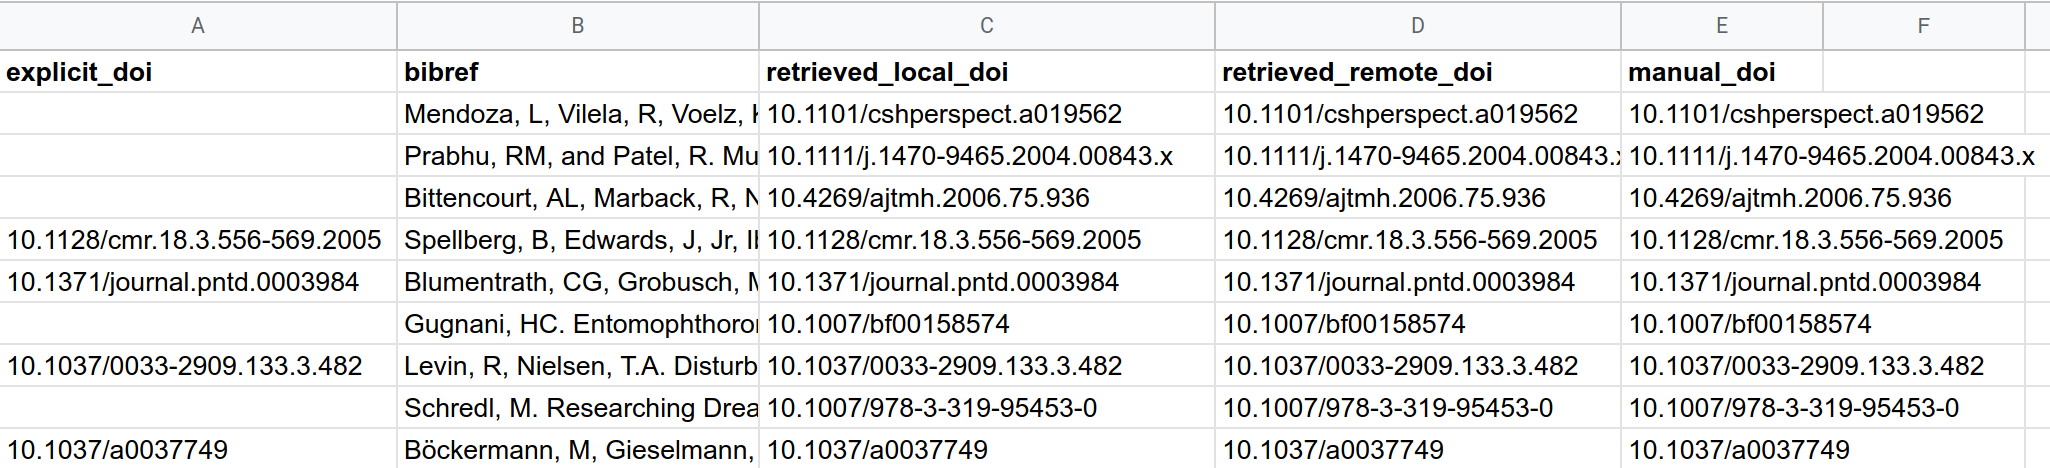 A B C D E F
explicit_doi bibref retrieved_local_doi retrieved_remote_doi manual_doi
Mendoza, L, Vilela, R, Voelz, 10.1101/cshperspect.a019562 10.1101/cshperspect.a019562 10.1101/cshperspect.a019562
Prabhu, RM, and Patel, R. Mu 10.1111/j.1470-9465.2004.00843.x 10.1111/j.1470-9465.2004.00843.x 10.1111/j.1470-9465.2004.00843.x
Bittencourt, AL, Marback, R, N 10.4269/ajtmh.2006.75.936 10.4269/ajtmh.2006.75.936 10.4269/ajtmh.2006.75.936
10.1128/cmr.18.3.556-569.2005 Spellberg, B, Edwards, J, Jr, 10.1128/cmr.18.3.556-569.2005 10.1128/cmr.18.3.556-569.2005 10.1128/cmr.18.3.556-569.2005
10.1371/journal.pntd.0003984 Blumentrath, CG, Grobusch, 10.1371/journal.pntd.0003984 10.1371/journal.pntd.0003984 10.1371/journal.pntd.0003984
Gugnani, HC. Entomophthoro 10.1007/bf00158574 10.1007/bf00158574 10.1007/bf00158574
10.1037/0033-2909.133.3.482 Levin, R, Nielsen, T.A. Disturb 10.1037/0033-2909.133.3.482 10.1037/0033-2909.133.3.482 10.1037/0033-2909.133.3.482
Schredl, M. Researching Drea 10.1007/978-3-319-95453-0 10.1007/978-3-319-95453-0 10.1007/978-3-319-95453-0
10.1037/a0037749 Böckermann, M, Gieselmann, 10.1037/a0037749 10.1037/a0037749 10.1037/a0037749